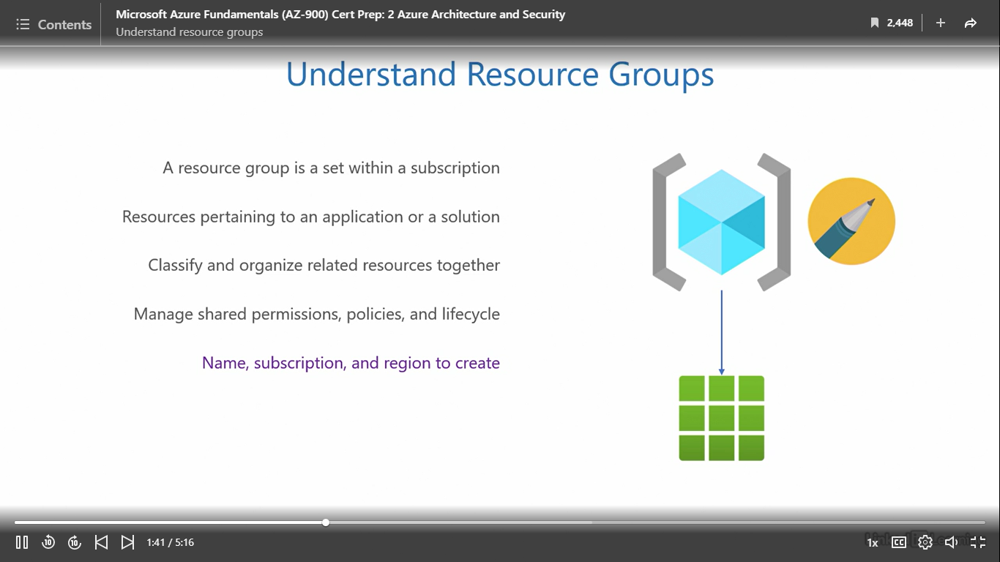 Contents
Microsoft Azure Fundamentals (AZ-900) Cert Prep: 2 Azure Architecture and Security
Understand resource groups
2,448
Understand Resource Groups
A resource group is a set within a subscription
Resources pertaining to an application or a solution
Classify and organize related resources together
Manage shared permissions, policies, and lifecycle
Name, subscription, and region to create
10
10
1:41 / 5:16
1x
CC